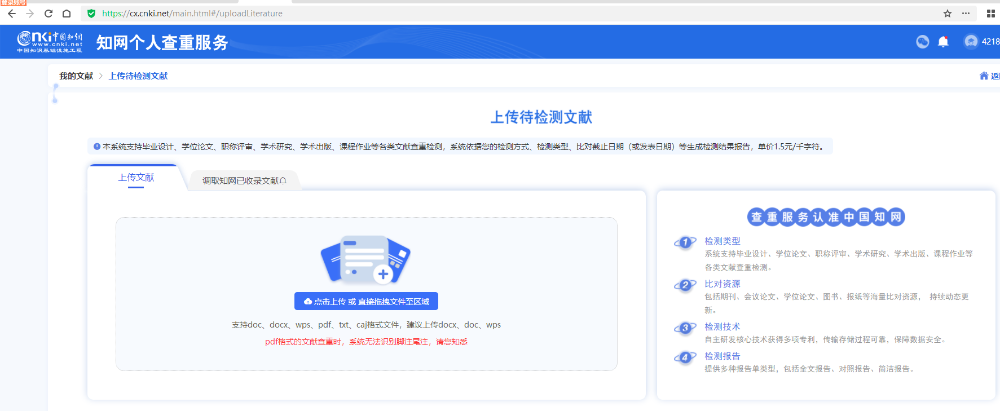 登录账号
https://cx.cnki.net/main.html#/uploadLiterature
cnki中国知网
www.cnki.net
中国知识基础设施工程
知网个人查重服务
4218
我的文献 > 上传待检测文献
返
上传待检测文献
本系统支持毕业设计、学位论文、职称评审、学术研究、学术出版、课程作业等各类文献查重检测，系统依据您的检测方式、检测类型、比对截止日期（或发表日期）等生成检测结果报告，单价1.5元/千字符。
上传文献
调取知网已收录文献
点击上传 或 直接拖拽文件至区域
支持doc、docx、wps、pdf、txt、caj格式文件，建议上传docx、doc、wps
pdf格式的文献查重时，系统无法识别脚注尾注，请您知悉
查重服务认准中国知网
1 检测类型
系统支持毕业设计、学位论文、职称评审、学术研究、学术出版、课程作业等
各类文献查重检测。
2 比对资源
包括期刊、会议论文、学位论文、图书、报纸等海量比对资源， 持续动态更
新。
3 检测技术
自主研发核心技术获得多项专利，传输存储过程可靠，保障数据安全。
4 检测报告
提供多种报告单类型，包括全文报告、对照报告、简洁报告。